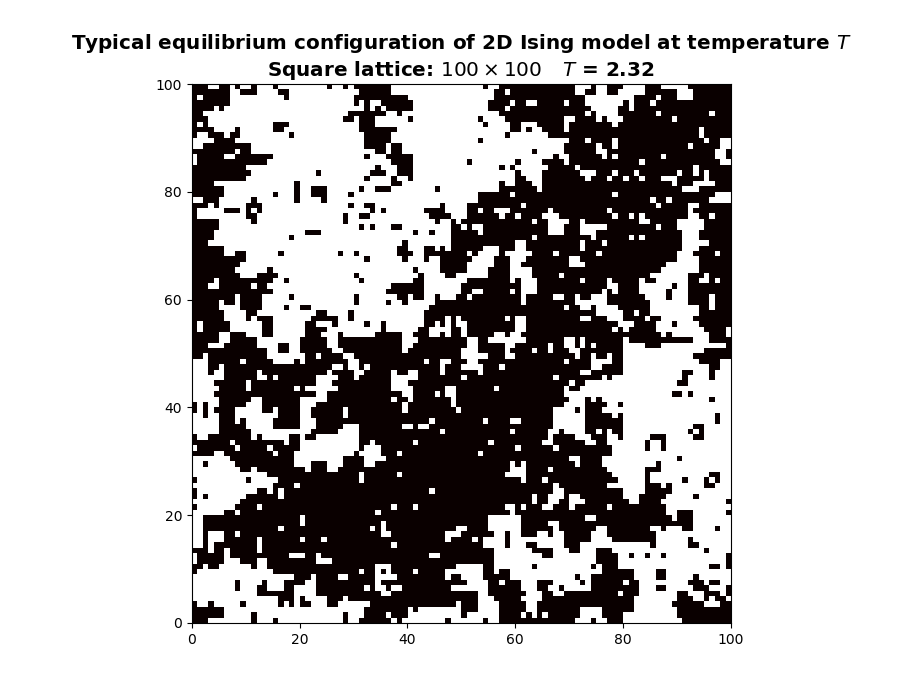 Typical equilibrium configuration of 2D Ising model at temperature T
Square lattice: 100 × 100 T = 2.32
100
80
60
40
20
0
0 20 40 60 80 100